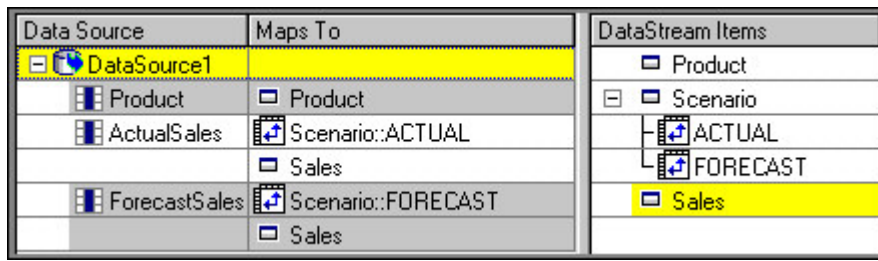 Data Source Maps To DataStream Items
DataSource1 Product
Product Product Scenario
ActualSales Scenario::ACTUAL ACTUAL
Sales FORECAST
ForecastSales Scenario::FORECAST Sales
Sales